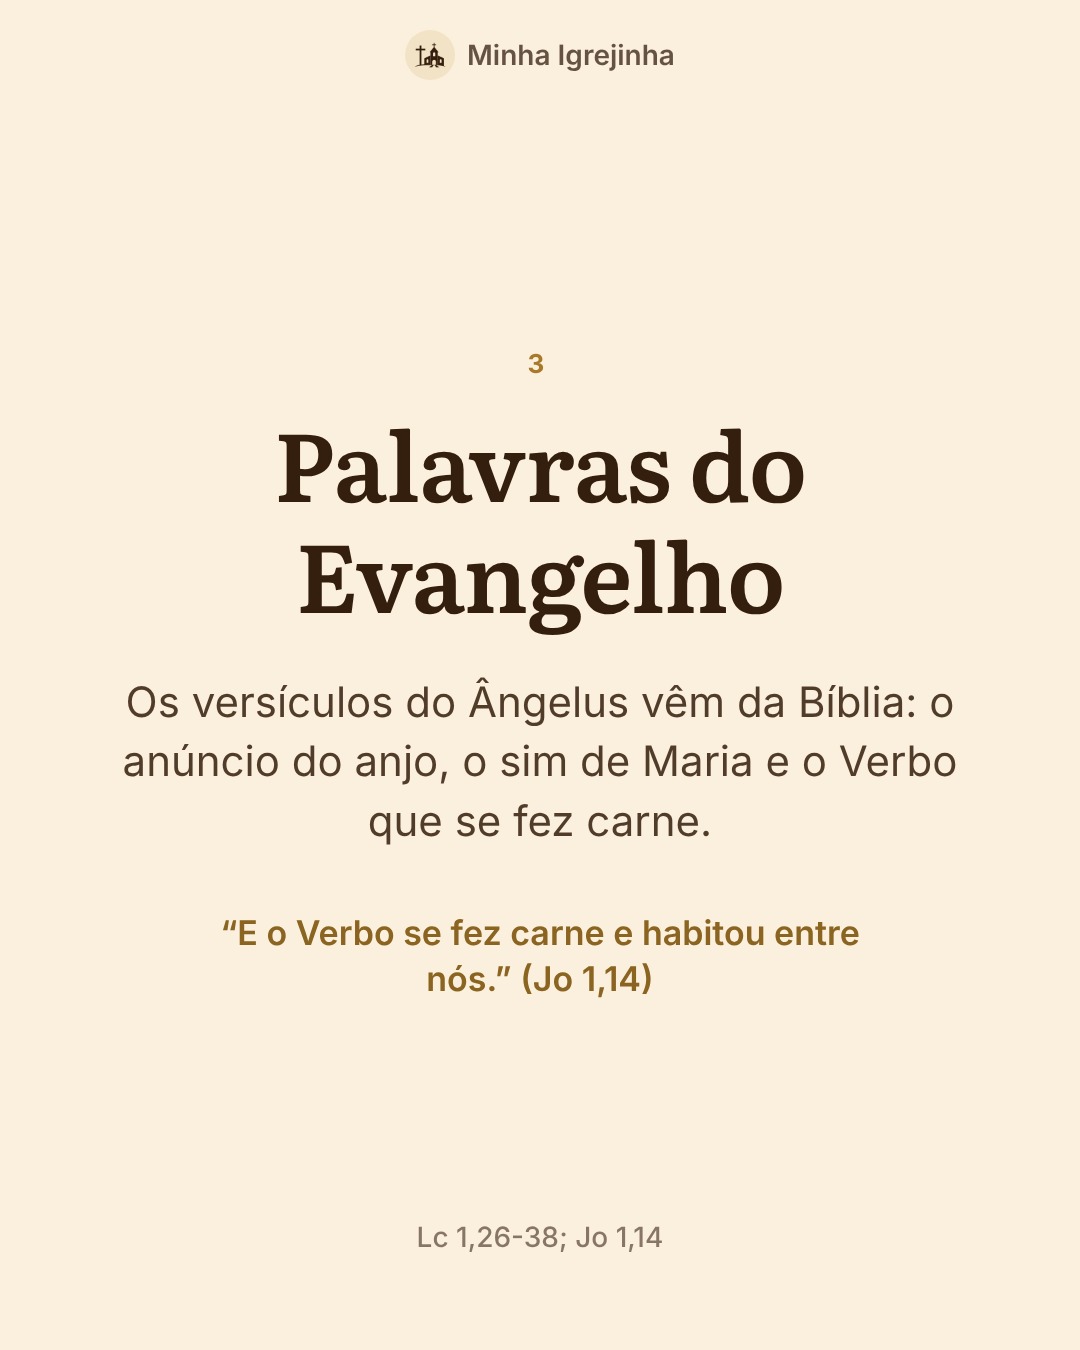 Minha Igrejinha
3
Palavras do
Evangelho
Os versículos do Ângelus vêm da Bíblia: o
anúncio do anjo, o sim de Maria e o Verbo
que se fez carne.
“E o Verbo se fez carne e habitou entre
nós.” (Jo 1,14)
Lc 1,26-38; Jo 1,14